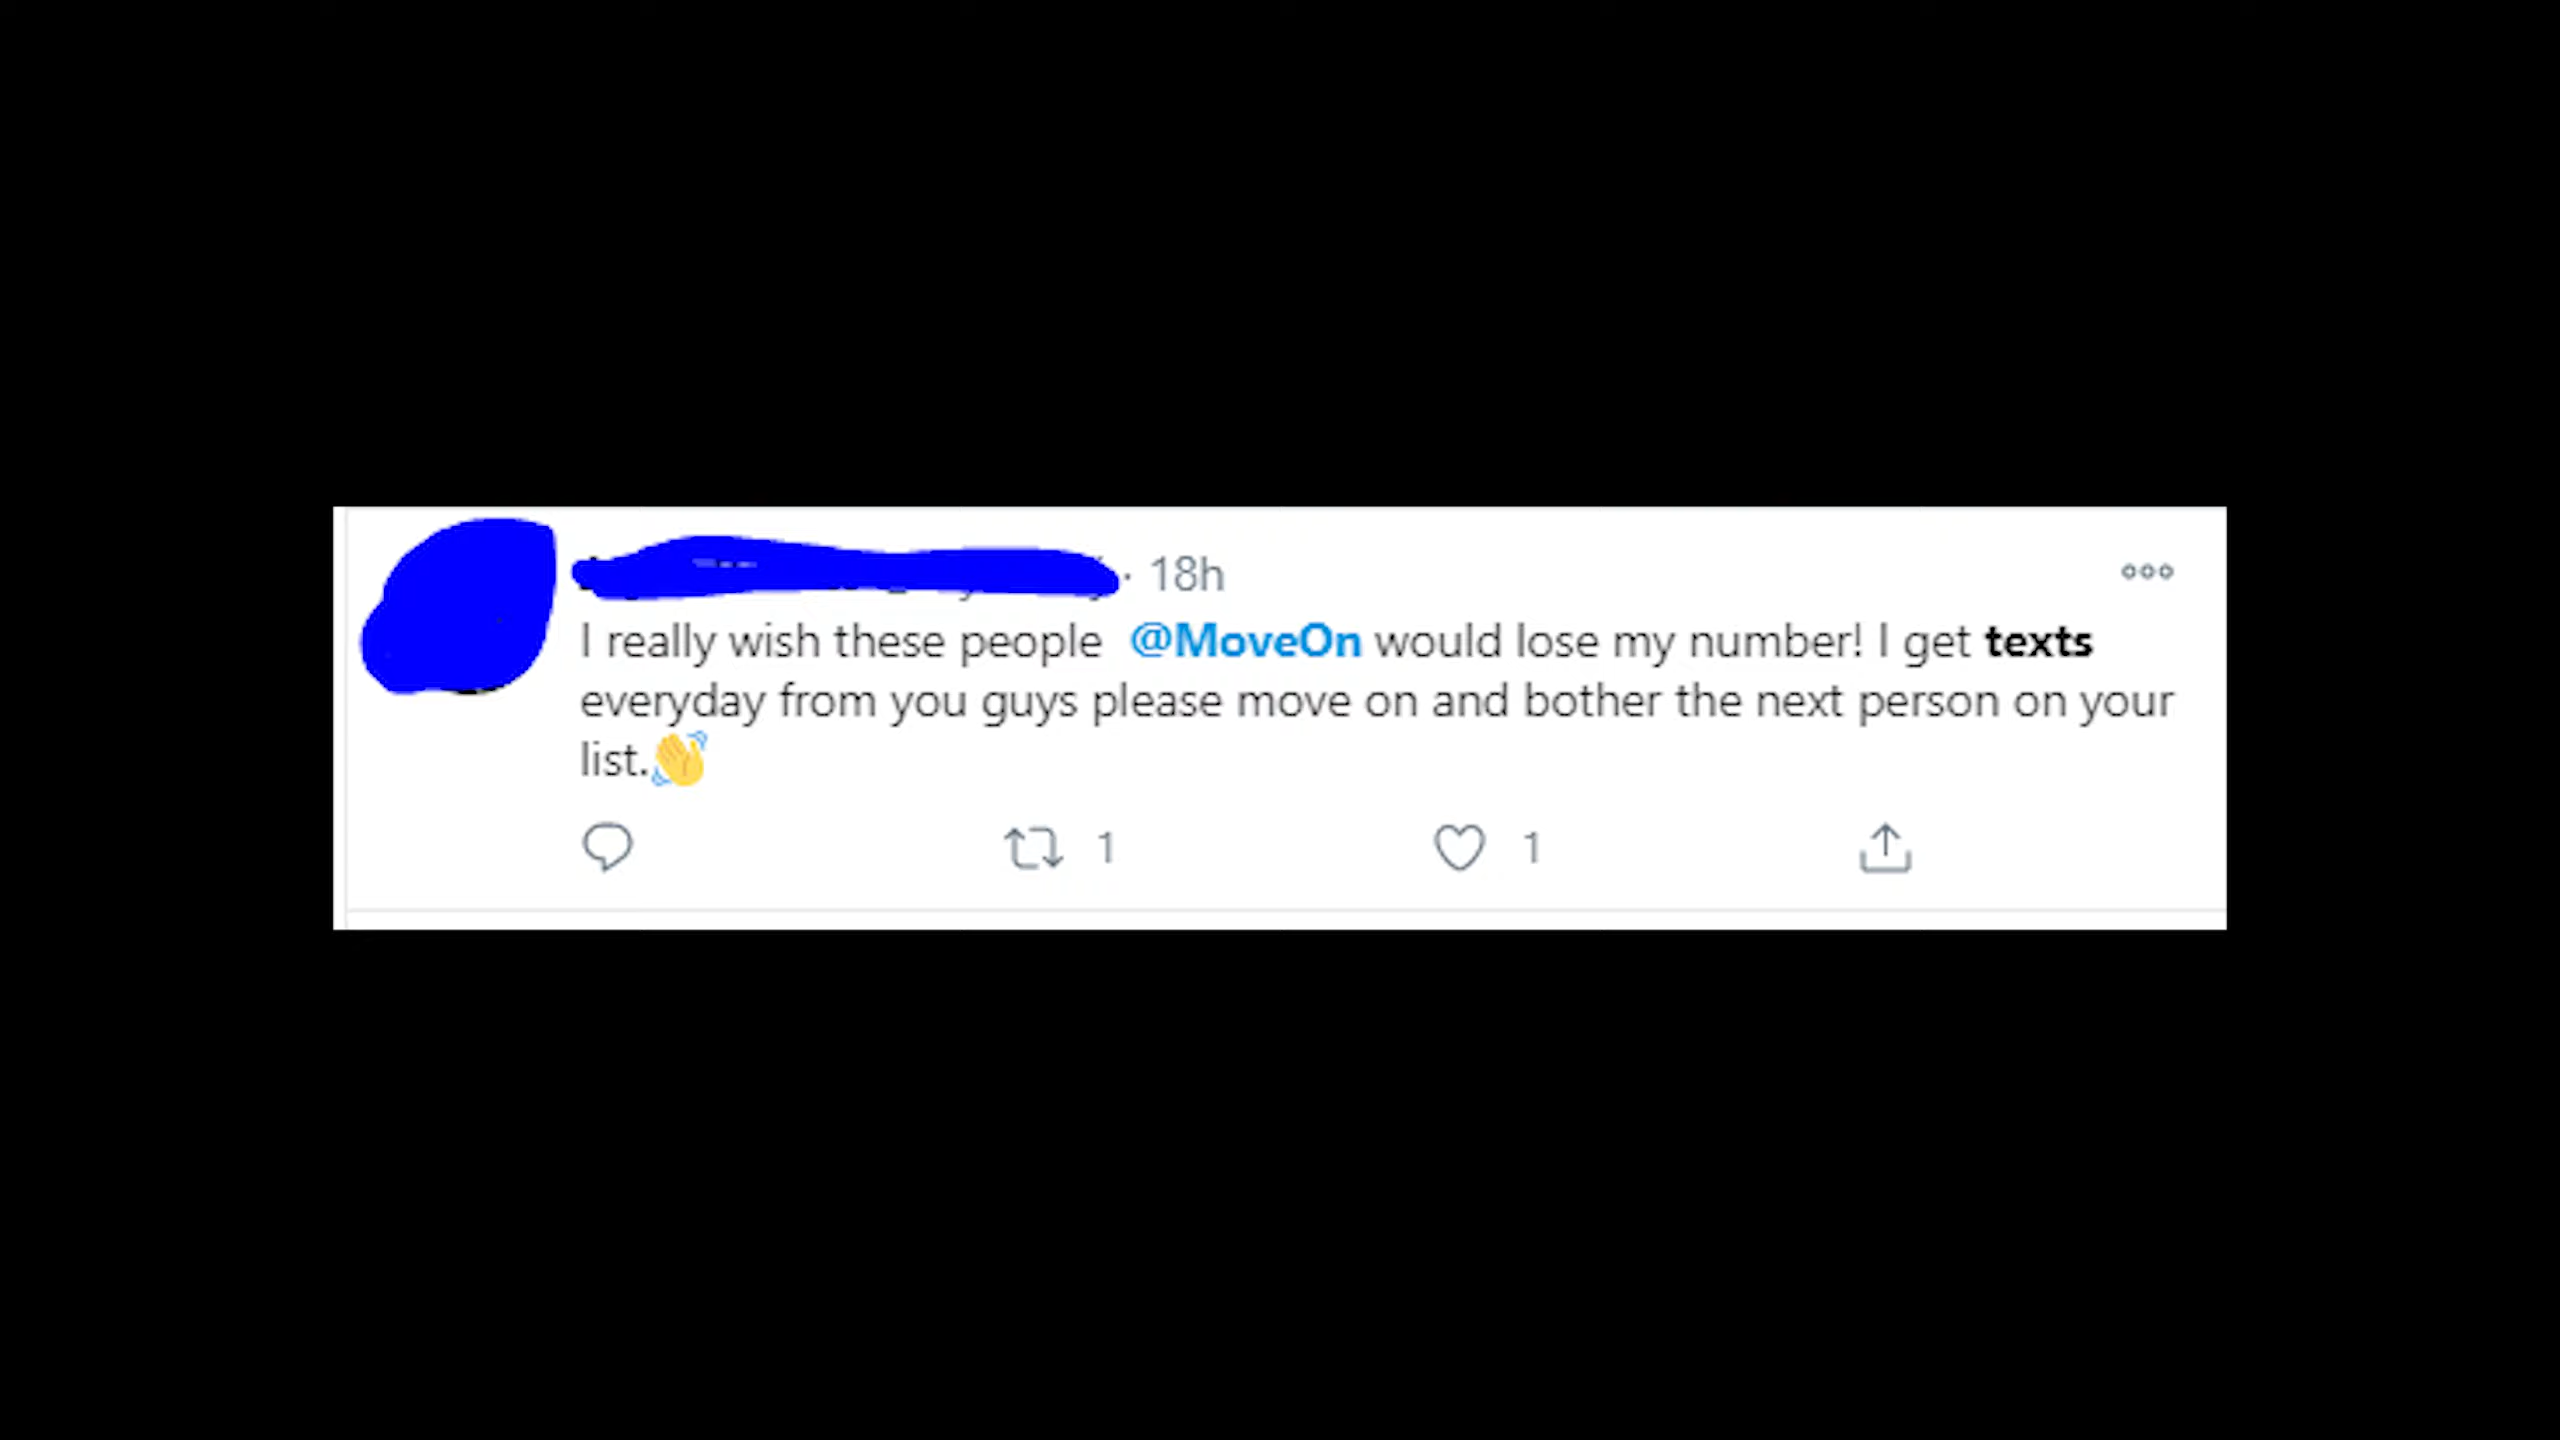 · 18h
I really wish these people @MoveOn would lose my number! I get texts
everyday from you guys please move on and bother the next person on your
list.👋
1 1